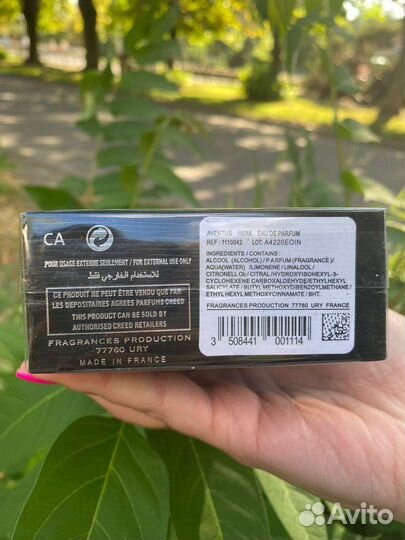 CA
POUR USAGE EXTERNE SEULEMENT / FOR EXTERNAL USE ONLY
للاستخدام الخارجي فقط
CE PRODUIT NE PEUT ÊTRE VENDU QUE PAR
LES DEPOSITAIRES AGREES PARFUMS CREED
THIS PRODUCT CAN BE SOLD BY
AUTHORISED CREED RETAILERS
FRAGRANCES PRODUCTION
77760 URY
MADE IN FRANCE
AVENTUS 100ML EAU DE PARFUM
REF: 1110042 LOT: A4220EOIN
INGREDIENTS / CONTAINS
ALCOOL (ALCOHOL) / PARFUM (FRAGRANCE)/
AQUA(WATER) /LIMONENE / LINALOOL /
CITRONELLOL / CITRAL /HYDROXYISOHEXYL-3-
CYCLOHEXENE CARBOXALDEHYDE/ETHYLHEXYL
SALICYLATE / BUTYL METHOXYDIBENZOYLMETHANE /
ETHYLHEXYL METHOXYCINNAMATE / BHT.
FRAGRANCES PRODUCTION 77760 URY FRANCE
3 508441 001114
Avito